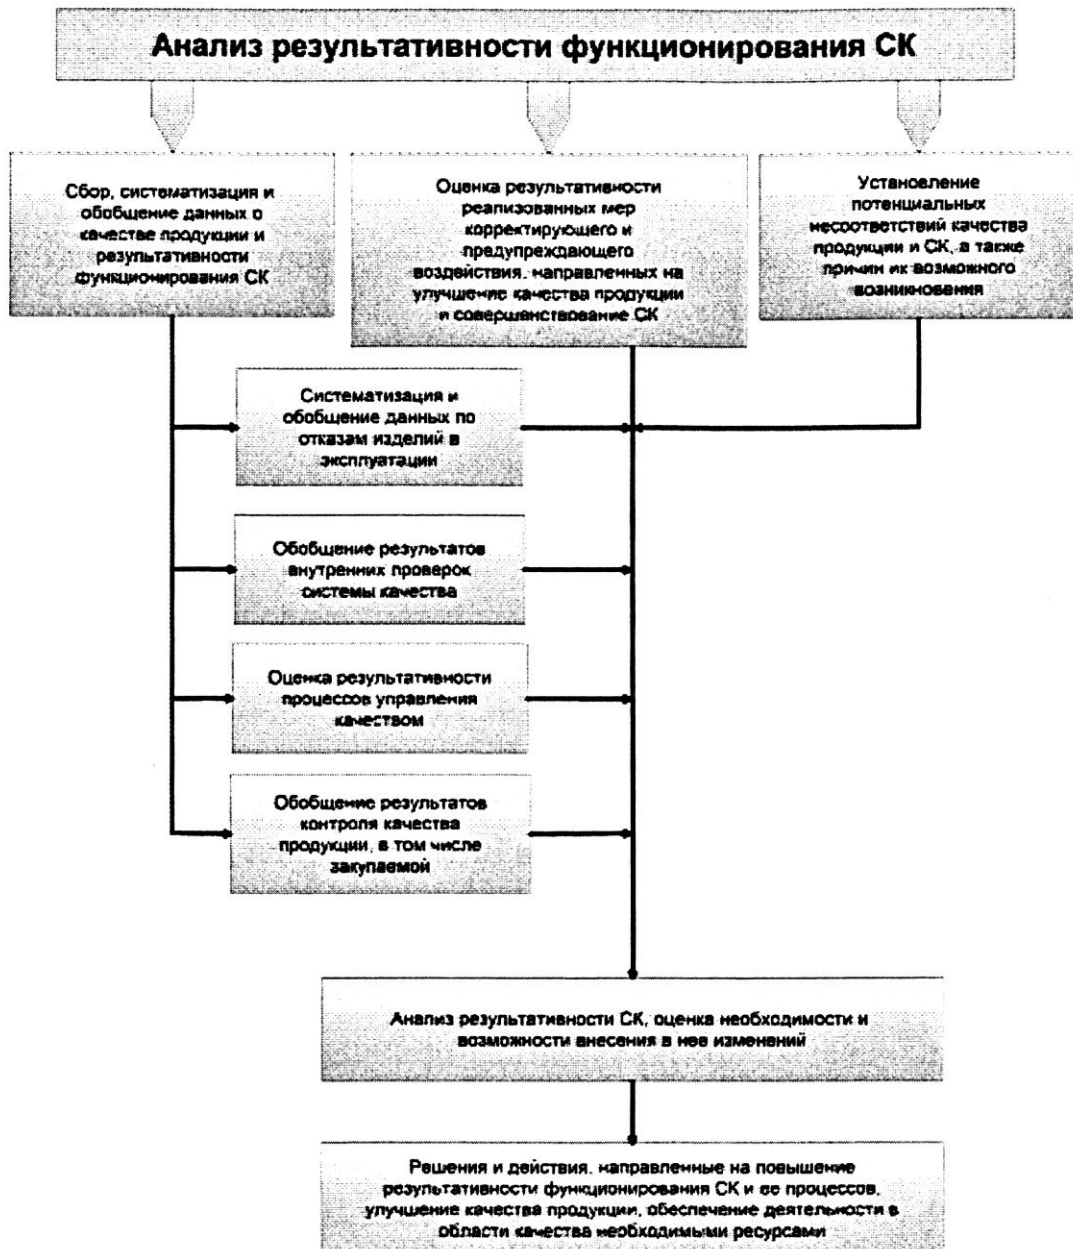 Анализ результативности функционирования СК
Сбор, систематизация и
обобщение данных о
качестве продукции и
результативности
функционирования СК
Оценка результативности
реализованных мер
корректирующего и
предупреждающего
воздействия, направленных на
улучшение качества продукции
и совершенствование СК
Установление
потенциальных
несоответствий качества
продукции и СК, а также
причин их возможного
возникновения
Систематизация и
обобщение данных по
отказам изделий в
эксплуатации
Обобщение результатов
внутренних проверок
системы качества
Оценка результативности
процессов управления
качеством
Обобщение результатов
контроля качества
продукции, в том числе
закупаемой
Анализ результативности СК, оценка необходимости и
возможности внесения в нее изменений
Решения и действия, направленные на повышение
результативности функционирования СК и ее процессов,
улучшение качества продукции, обеспечение деятельности в
области качества необходимыми ресурсами